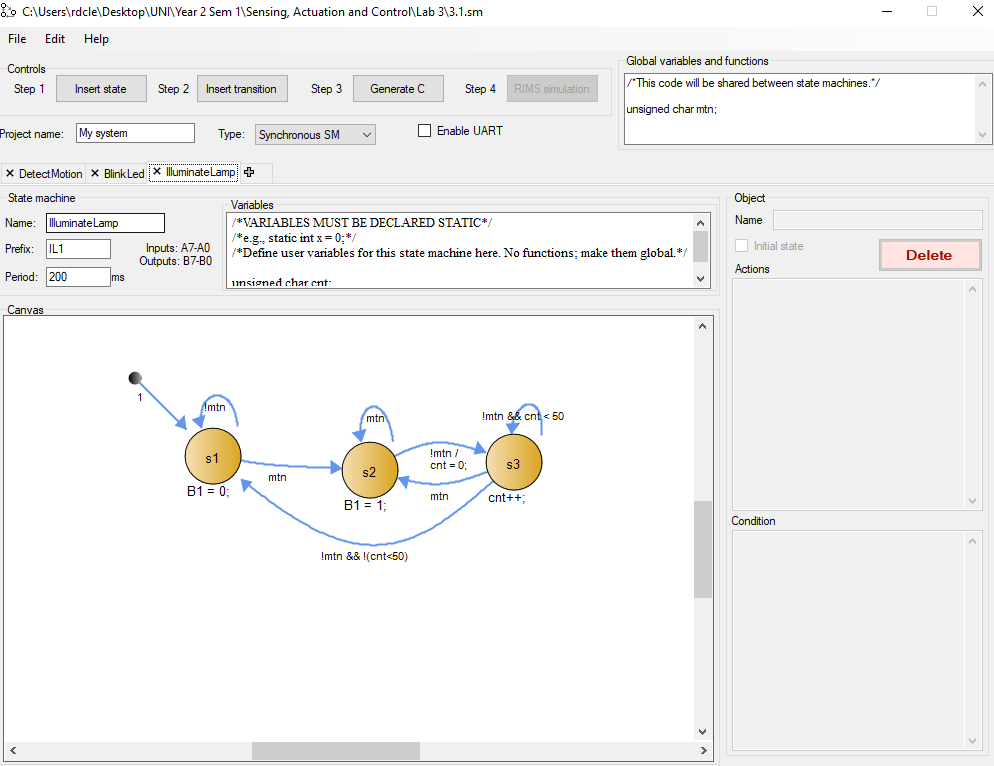 C:\Users\rdcle\Desktop\UNI\Year 2 Sem 1\Sensing, Actuation and Control\Lab 3\3.1.sm
File Edit Help
Controls
Step 1 Insert state Step 2 Insert transition Step 3 Generate C Step 4 RIMS simulation
Project name: My system Type: Synchronous SM Enable UART
Global variables and functions
/*This code will be shared between state machines.*/
unsigned char mtn;
DetectMotion BlinkLed IlluminateLamp
State machine
Name: IlluminateLamp
Prefix: IL1
Period: 200 ms
Inputs: A7-A0
Outputs: B7-B0
Variables
/*VARIABLES MUST BE DECLARED STATIC*/
/*e.g., static int x = 0;*/
/*Define user variables for this state machine here. No functions; make them global.*/
unsigned char cnt;
Object
Name
Initial state
Delete
Actions
Condition
Canvas
1
!mtn
s1
B1 = 0;
mtn
mtn
s2
B1 = 1;
!mtn /
cnt = 0;
mtn
!mtn && cnt < 50
s3
cnt++;
!mtn && !(cnt<50)